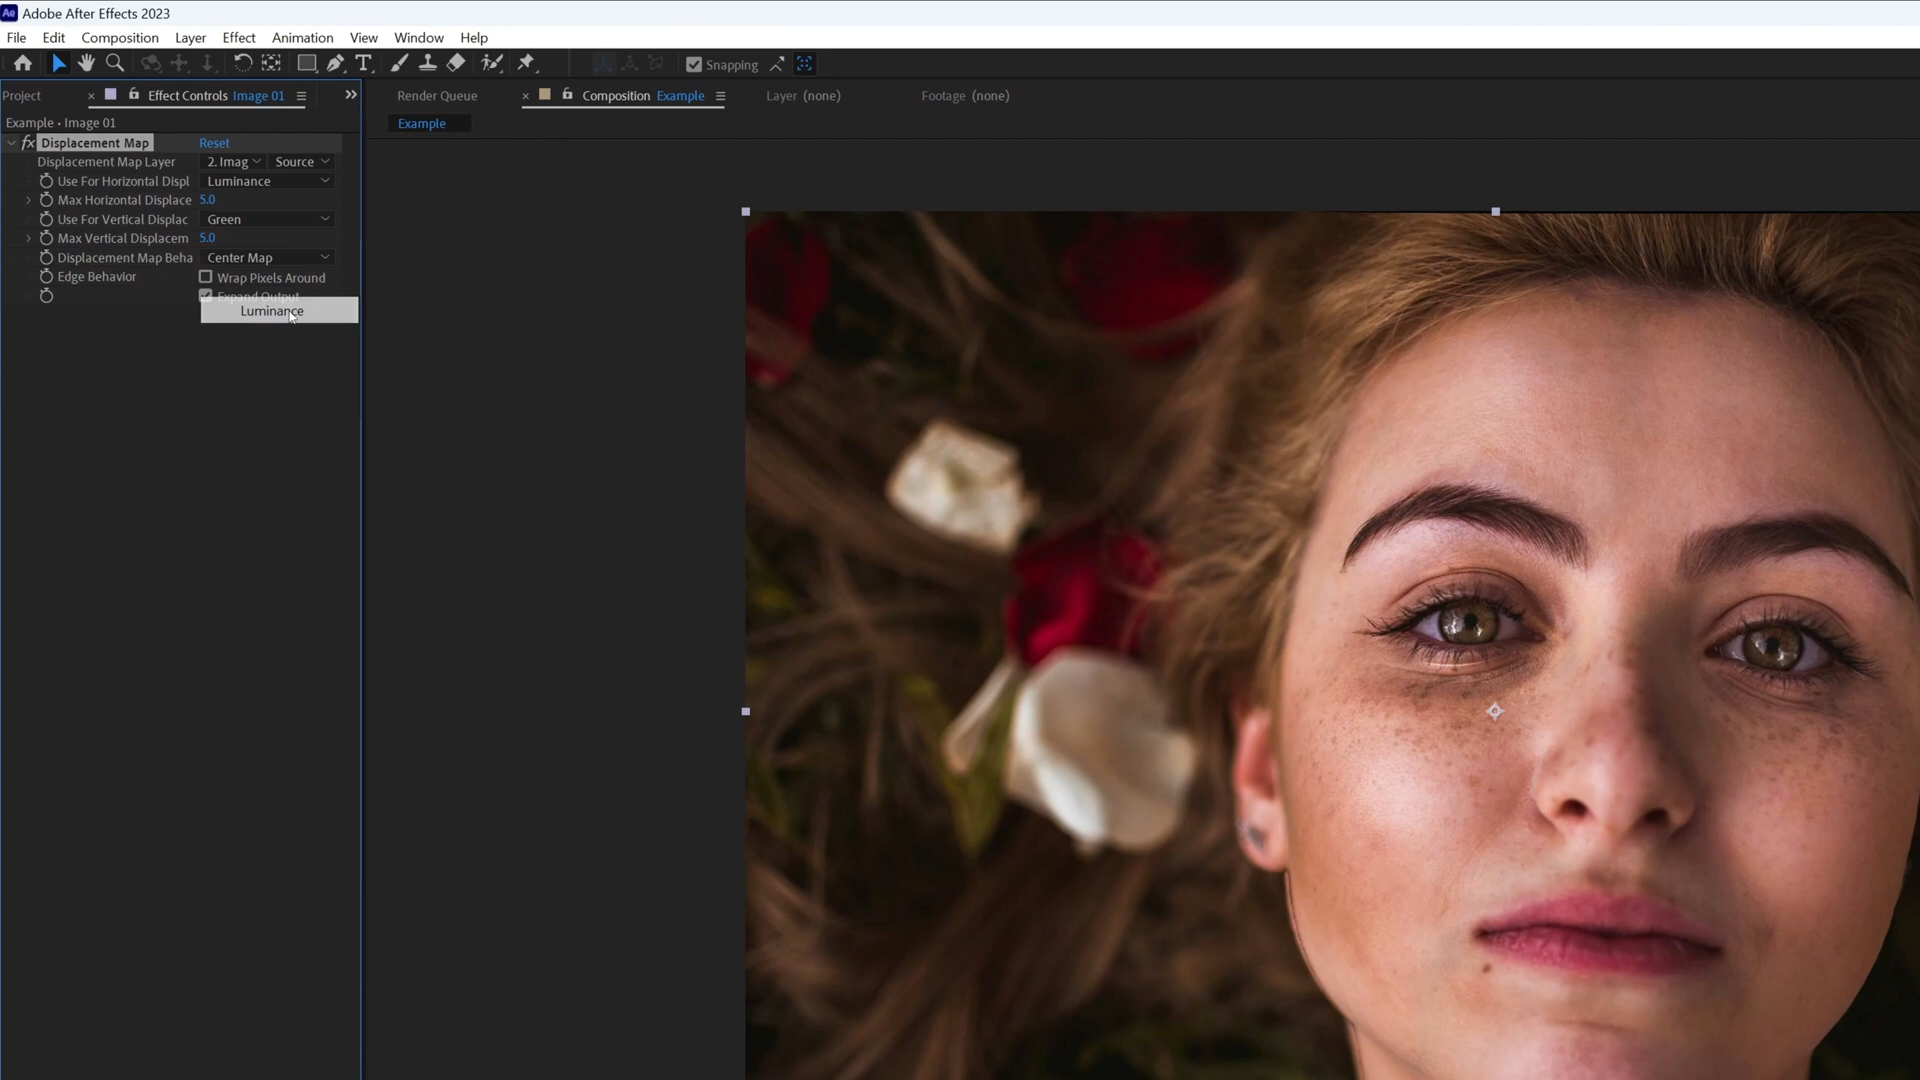 Adobe After Effects 2023
File Edit Composition Layer Effect Animation View Window Help
Snapping
Project × Effect Controls Image 01
Render Queue × Composition Example Layer (none) Footage (none)
Example • Image 01
Example
fx Displacement Map Reset
Displacement Map Layer 2. Imag Source
Use For Horizontal Displ Luminance
Max Horizontal Displace 5.0
Use For Vertical Displac Green
Max Vertical Displacem 5.0
Displacement Map Beha Center Map
Edge Behavior Wrap Pixels Around
Expand Output
Luminance